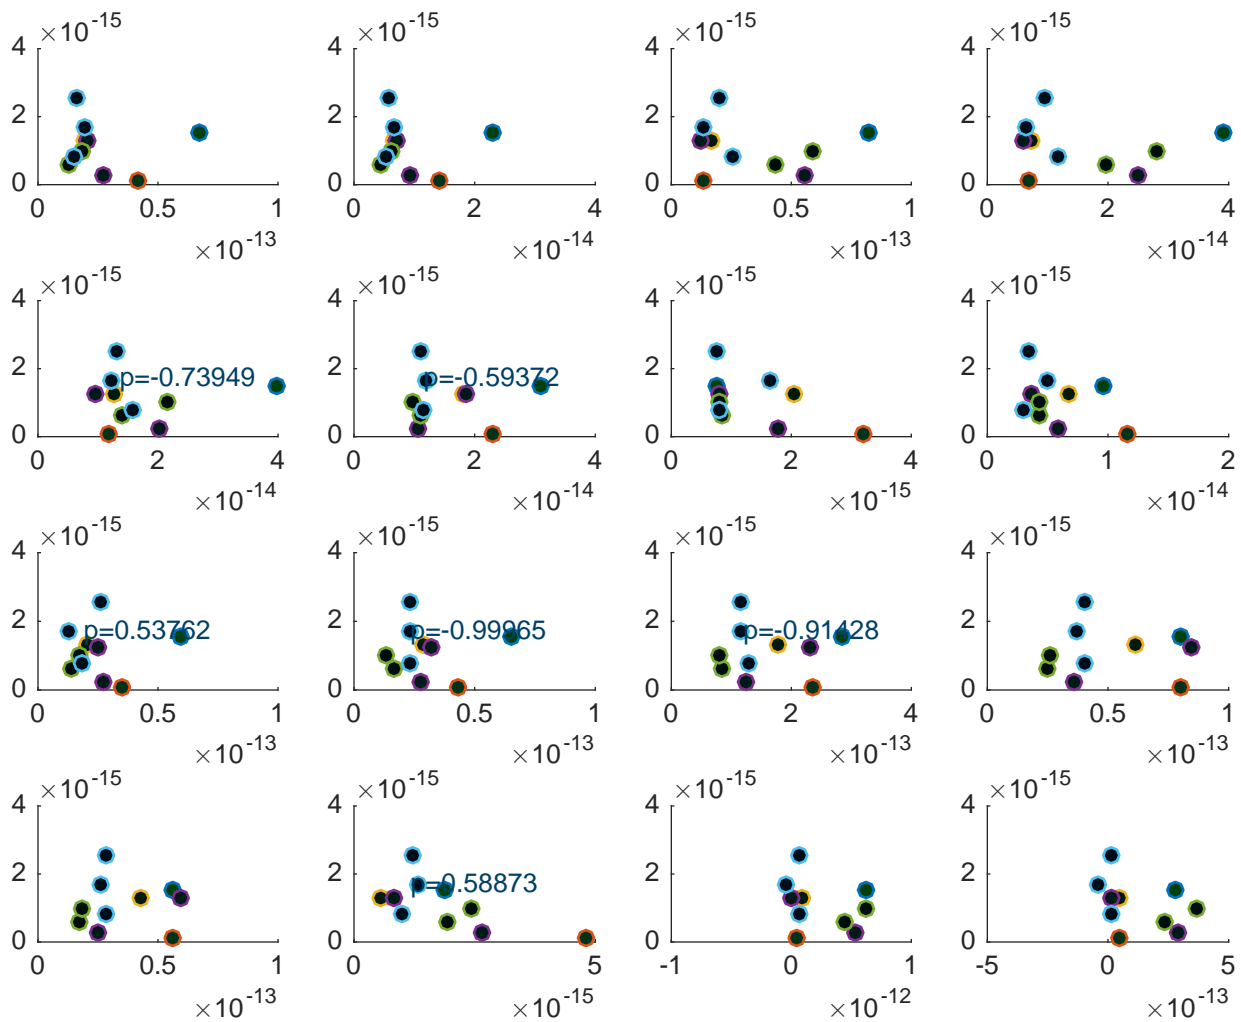 ×10-15 ×10-15 ×10-15 ×10-15
4 4 4 4
2 2 2 2
0 0 0 0
0 0.5 1 0 2 4 0 0.5 1 0 2 4
×10-13 ×10-14 ×10-13 ×10-14
×10-15 ×10-15 ×10-15 ×10-15
4 4 4 4
2 2 2 2
p=-0.73949 p=-0.59372
0 0 0 0
0 2 4 0 2 4 0 2 4 0 1 2
×10-14 ×10-14 ×10-15 ×10-14
×10-15 ×10-15 ×10-15 ×10-15
4 4 4 4
2 2 2 2
p=0.53762 p=-0.99965 p=-0.91428
0 0 0 0
0 0.5 1 0 0.5 1 0 2 4 0 0.5 1
×10-13 ×10-13 ×10-13 ×10-13
×10-15 ×10-15 ×10-15 ×10-15
4 4 4 4
2 2 2 2
p=0.58873
0 0 0 0
0 0.5 1 0 5 -1 0 1 -5 0 5
×10-13 ×10-15 ×10-12 ×10-13